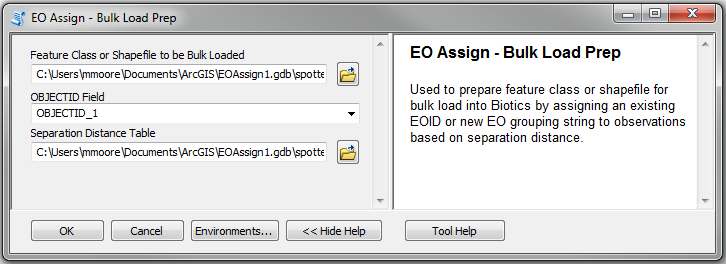 EO Assign - Bulk Load Prep
Feature Class or Shapefile to be Bulk Loaded
C:\Users\mmoore\Documents\ArcGIS\EOAssign1.gdb\spotte
OBJECTID Field
OBJECTID_1
Separation Distance Table
C:\Users\mmoore\Documents\ArcGIS\EOAssign1.gdb\spotte
EO Assign - Bulk Load Prep
Used to prepare feature class or shapefile for
bulk load into Biotics by assigning an existing
EOID or new EO grouping string to observations
based on separation distance.
OK
Cancel
Environments...
<< Hide Help
Tool Help